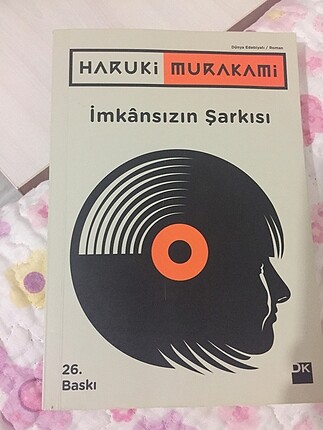 Dünya Edebiyatı / Roman
HARUKi MURAKAMi
İmkânsızın Şarkısı
26.
Baskı
DK